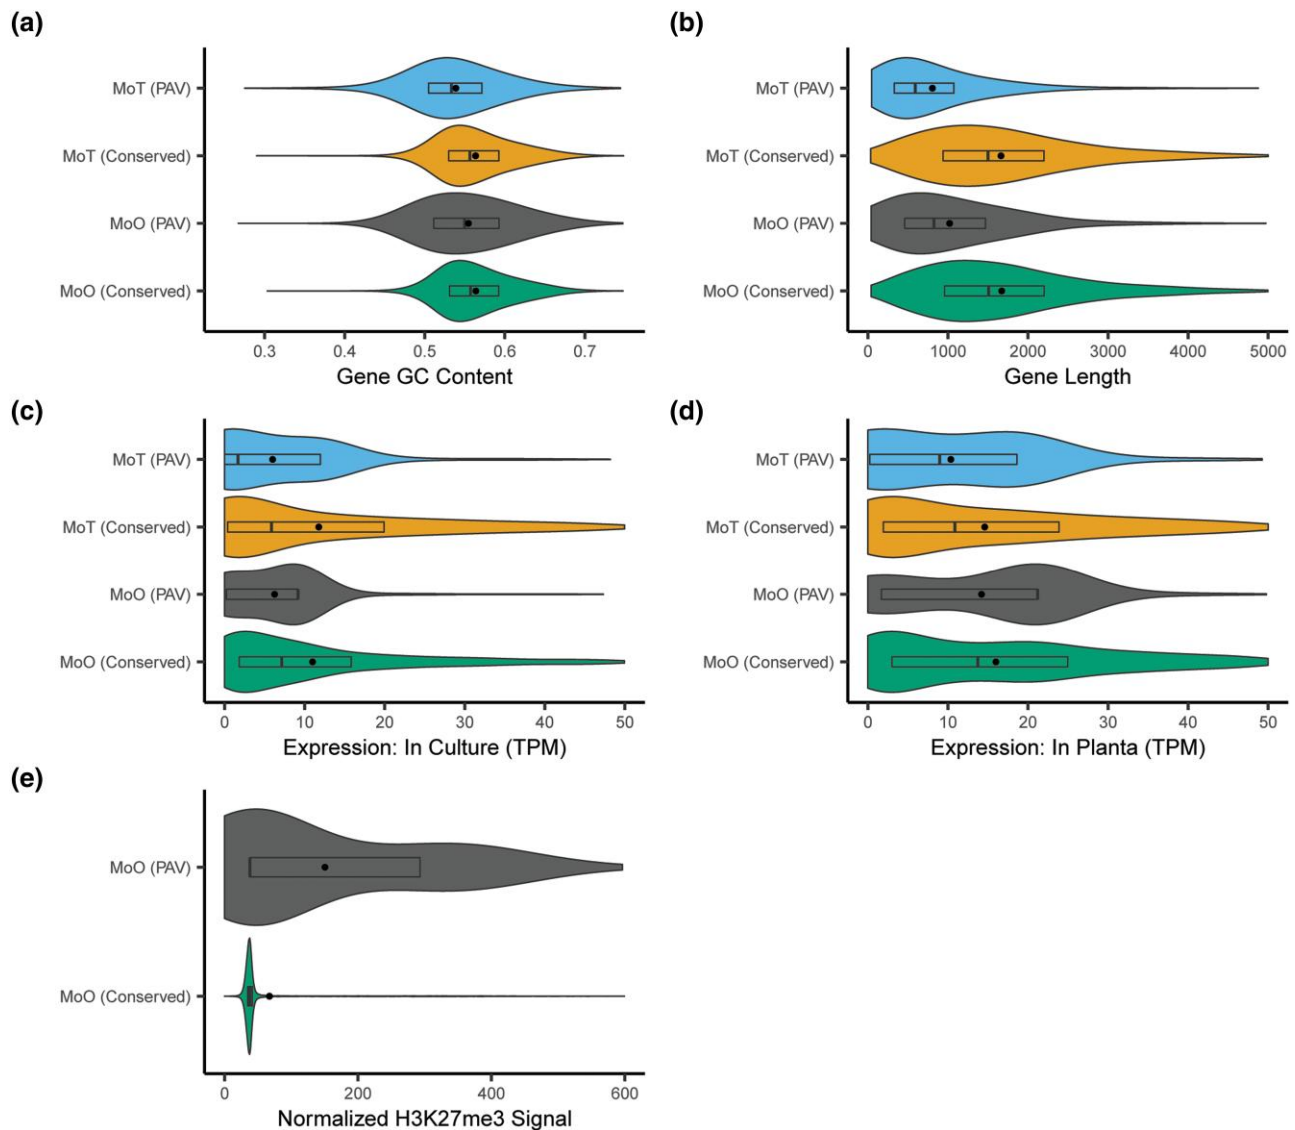 (a)
MoT (PAV)
MoT (Conserved)
MoO (PAV)
MoO (Conserved)
0.3 0.4 0.5 0.6 0.7
Gene GC Content
(b)
MoT (PAV)
MoT (Conserved)
MoO (PAV)
MoO (Conserved)
0 1000 2000 3000 4000 5000
Gene Length
(c)
MoT (PAV)
MoT (Conserved)
MoO (PAV)
MoO (Conserved)
0 10 20 30 40 50
Expression: In Culture (TPM)
(d)
MoT (PAV)
MoT (Conserved)
MoO (PAV)
MoO (Conserved)
0 10 20 30 40 50
Expression: In Planta (TPM)
(e)
MoO (PAV)
MoO (Conserved)
0 200 400 600
Normalized H3K27me3 Signal